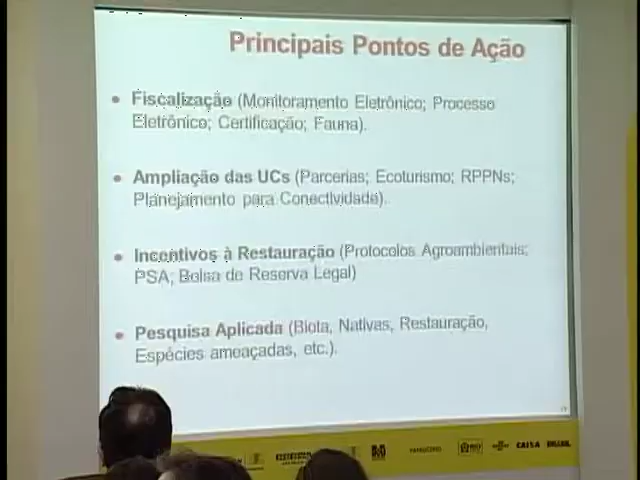 Principais Pontos de Ação
• Fiscalização (Monitoramento Eletrônico; Processo
Eletrônico; Certificação; Fauna).
• Ampliação das UCs (Parcerias; Ecoturismo; RPPNs;
Planejamento para Conectividade).
• Incentivos à Restauração (Protocolos Agroambientais;
PSA; Bolsa de Reserva Legal)
• Pesquisa Aplicada (Biota, Nativas, Restauração,
Espécies ameaçadas, etc.).
CAIXA BRASIL